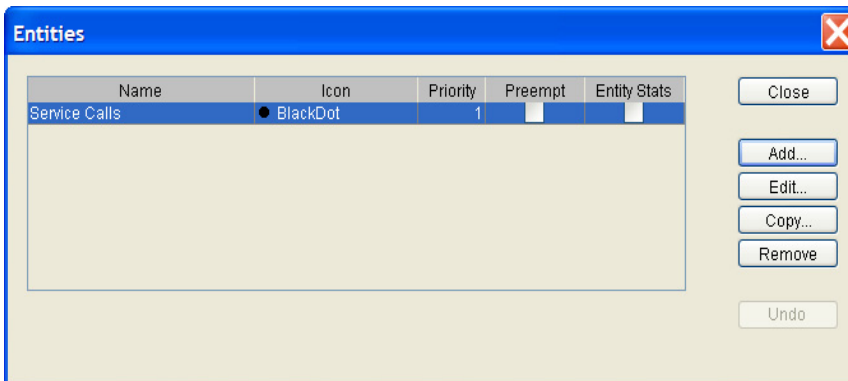 Entities
Name Icon Priority Preempt Entity Stats
Service Calls BlackDot 1
Close
Add...
Edit...
Copy...
Remove
Undo